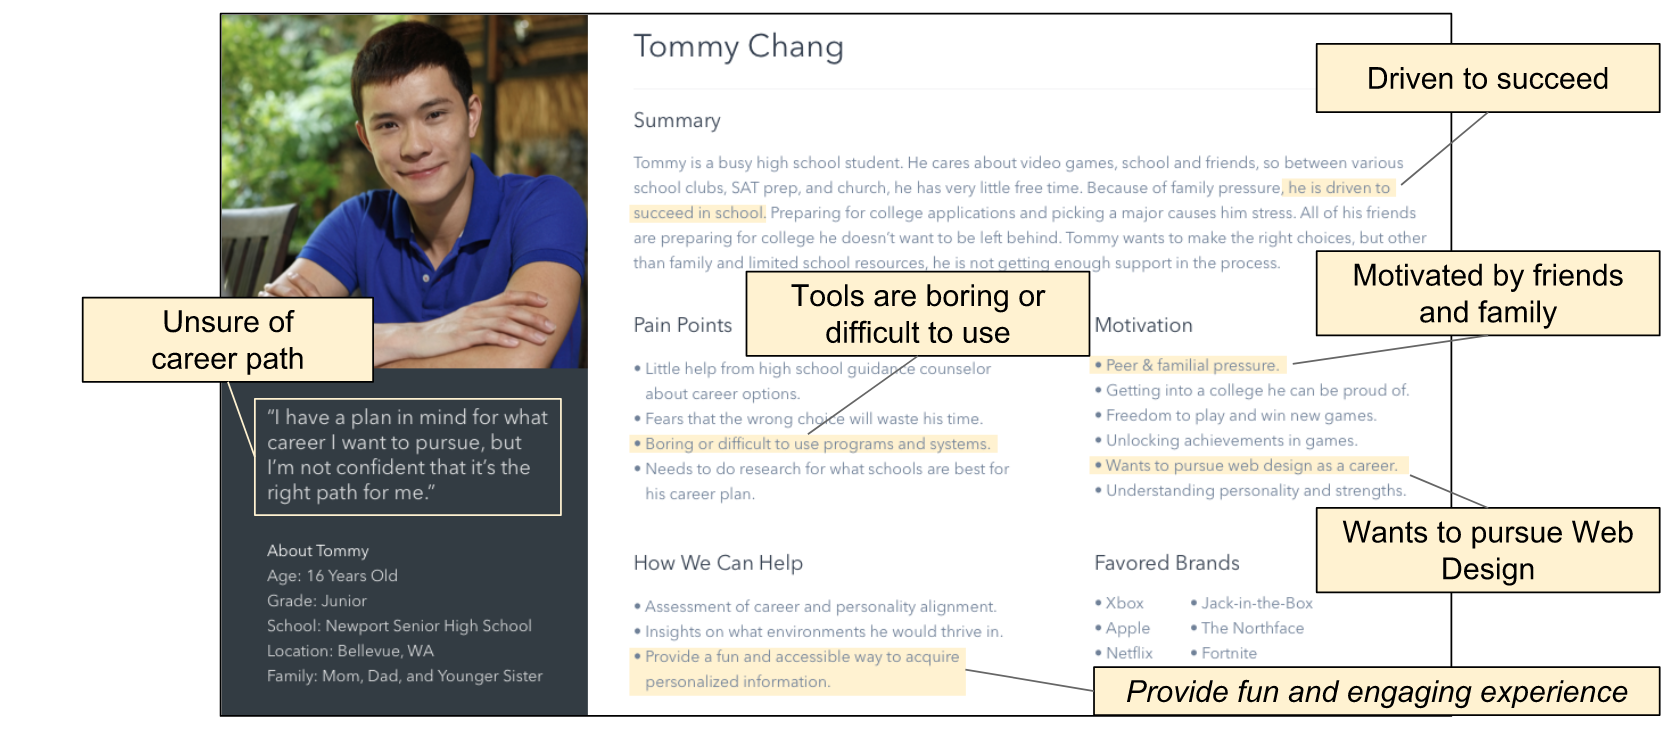 Tommy Chang
Driven to succeed
Summary
Tommy is a busy high school student. He cares about video games, school and friends, so between various
school clubs, SAT prep, and church, he has very little free time. Because of family pressure, he is driven to
succeed in school. Preparing for college applications and picking a major causes him stress. All of his friends
are preparing for college he doesn't want to be left behind. Tommy wants to make the right choices, but other
than family and limited school resources, he is not getting enough support in the process.
Unsure of
career path
"I have a plan in mind for what
career I want to pursue, but
I'm not confident that it's the
right path for me."
About Tommy
Age: 16 Years Old
Grade: Junior
School: Newport Senior High School
Location: Bellevue, WA
Family: Mom, Dad, and Younger Sister
Pain Points
Tools are boring or
difficult to use
• Little help from high school guidance counselor
about career options.
• Fears that the wrong choice will waste his time.
• Boring or difficult to use programs and systems.
• Needs to do research for what schools are best for
his career plan.
Motivation
Motivated by friends
and family
• Peer & familial pressure.
• Getting into a college he can be proud of.
• Freedom to play and win new games.
• Unlocking achievements in games.
• Wants to pursue web design as a career.
• Understanding personality and strengths.
Wants to pursue Web
Design
How We Can Help
• Assessment of career and personality alignment.
• Insights on what environments he would thrive in.
• Provide a fun and accessible way to acquire
personalized information.
Favored Brands
• Xbox
• Apple
• Netflix
• Jack-in-the-Box
• The Northface
• Fortnite
Provide fun and engaging experience